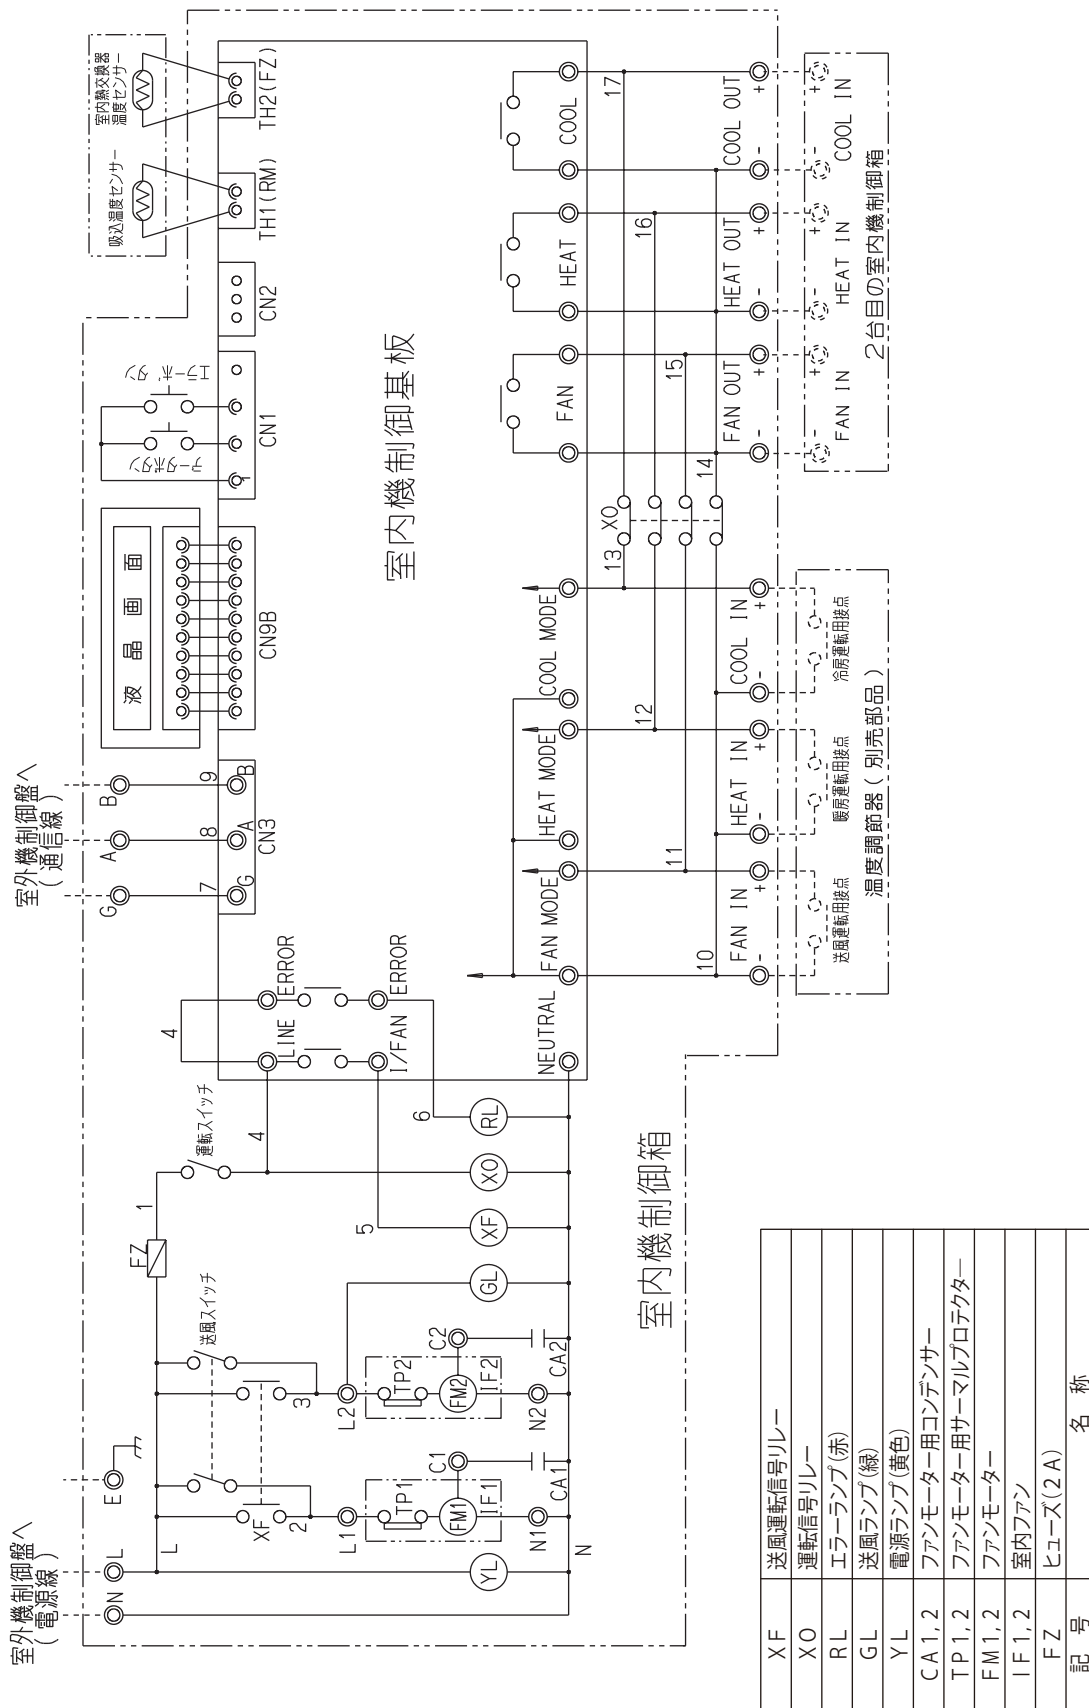 室外機制御盤へ
(電源線)
N
L
E
室外機制御盤へ
(通信線)
G
A
B
7
8
9
G
A
B
CN3
液晶画面
CN9B
データボタン
エラーボタン
1
CN1
CN2
吸込温度センサー
TH1(RM)
室内熱交換器
温度センサー
TH2(FZ)
L
FZ
1
送風スイッチ
運転スイッチ
4
4
XF
2
3
5
6
L1
L2
TP1
TP2
FM1
FM2
IF1
IF2
C1
C2
CA1
CA2
N1
N2
YL
GL
XF
XO
RL
N
LINE
ERROR
I/FAN
ERROR
NEUTRAL
FAN MODE
HEAT MODE
COOL MODE
室内機制御基板
FAN
HEAT
COOL
XO
10
11
12
13
14
15
16
17
FAN IN
- +
HEAT IN
- +
COOL IN
- +
FAN OUT
- +
HEAT OUT
- +
COOL OUT
- +
送風運転用接点
暖房運転用接点
冷房運転用接点
温度調節器(別売部品)
- +
FAN IN
- +
HEAT IN
- +
COOL IN
2台目の室内機制御箱
室内機制御箱
XF 送風運転信号リレー
XO 運転信号リレー
RL エラーランプ(赤)
GL 送風ランプ(緑)
YL 電源ランプ(黄色)
CA1,2 ファンモーター用コンデンサー
TP1,2 ファンモーター用サーマルプロテクター
FM1,2 ファンモーター
IF1,2 室内ファン
FZ ヒューズ(2A)
記号 名称